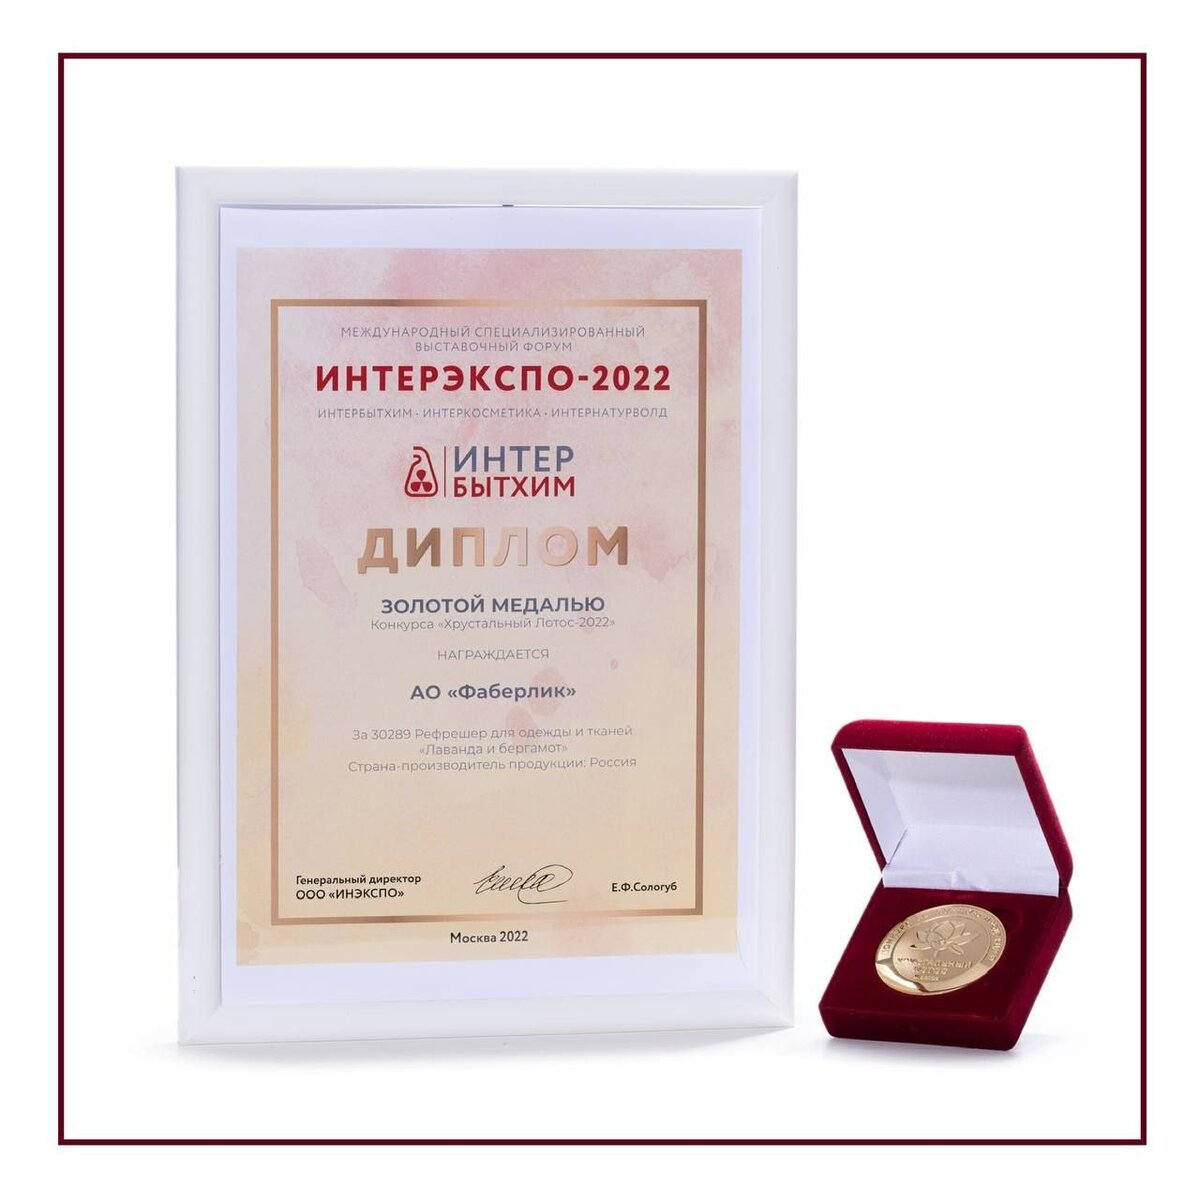 МЕЖДУНАРОДНЫЙ СПЕЦИАЛИЗИРОВАННЫЙ
ВЫСТАВОЧНЫЙ ФОРУМ
ИНТЕРЭКСПО-2022
ИНТЕРБЫТХИМ • ИНТЕРКОСМЕТИКА • ИНТЕРНАТУРВОЛД
ИНТЕР
БЫТХИМ
ДИПЛОМ
ЗОЛОТОЙ МЕДАЛЬЮ
Конкурса «Хрустальный Лотос-2022»
НАГРАЖДАЕТСЯ
АО «Фаберлик»
За 30289 Рефрешер для одежды и тканей
«Лаванда и бергамот»
Страна-производитель продукции: Россия
Генеральный директор
ООО «ИНЭКСПО»
Е.Ф.Сологуб
Москва 2022
ХРУСТАЛЬНЫЙ
ЛОТОС